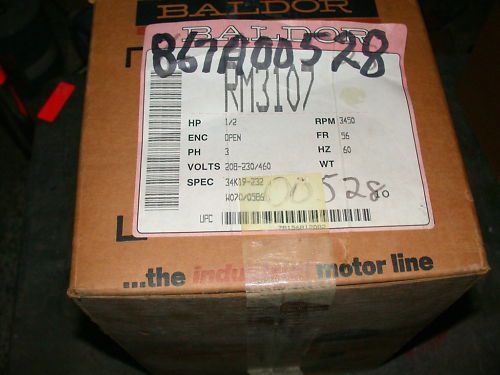 BALDOR
BALDOR
867A00528
RM3107
HP 1/2 RPM 3450
ENC OPEN FR 56
PH 3 HZ 60
VOLTS 208-230/460 WT
SPEC 34K19-232
W070/0586
00528
UPC
...the industrial motor line